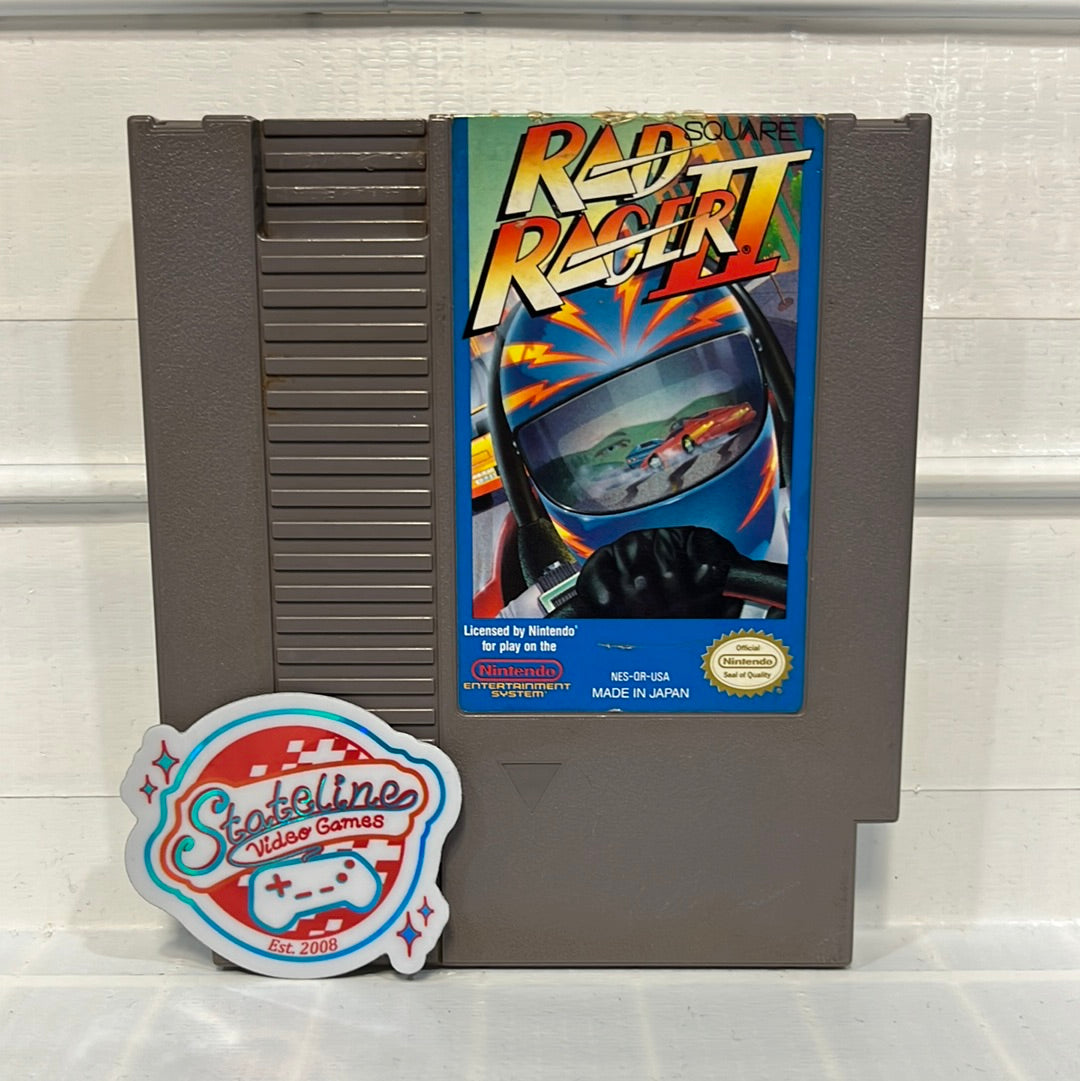 SQUARE
RAD
RACER II®
Licensed by Nintendo®
for play on the
Nintendo
ENTERTAINMENT
SYSTEM
NES-QR-USA
MADE IN JAPAN
Official
Nintendo
Seal of Quality
Stateline
Video Games
Est. 2008